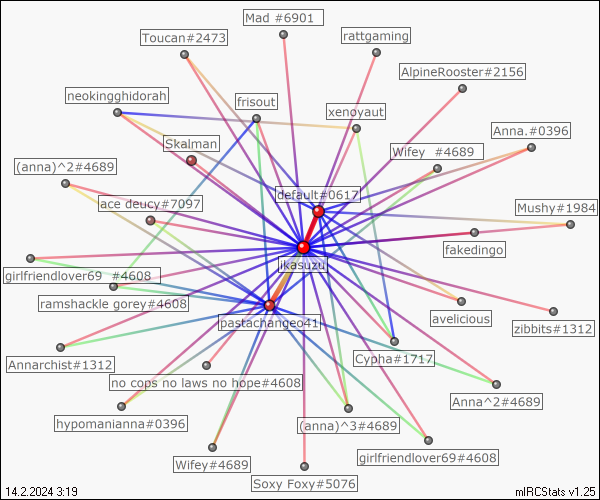 Mad #6901
Toucan#2473
rattgaming
AlpineRooster#2156
neokingghidorah
frisout
xenoyaut
Anna.#0396
Skalman
Wifey #4689
(anna)^2#4689
default#0617
ace deucy#7097
Mushy#1984
fakedingo
ikasuzu
girlfriendlover69 #4608
ramshackle gorey#4608
avelicious
pastachangeo41
zibbits#1312
Annarchist#1312
Cypha#1717
no cops no laws no hope#4608
Anna^2#4689
hypomanianna#0396
(anna)^3#4689
girlfriendlover69#4608
Wifey#4689
Soxy Foxy#5076
14.2.2024 3:19
mIRCStats v1.25